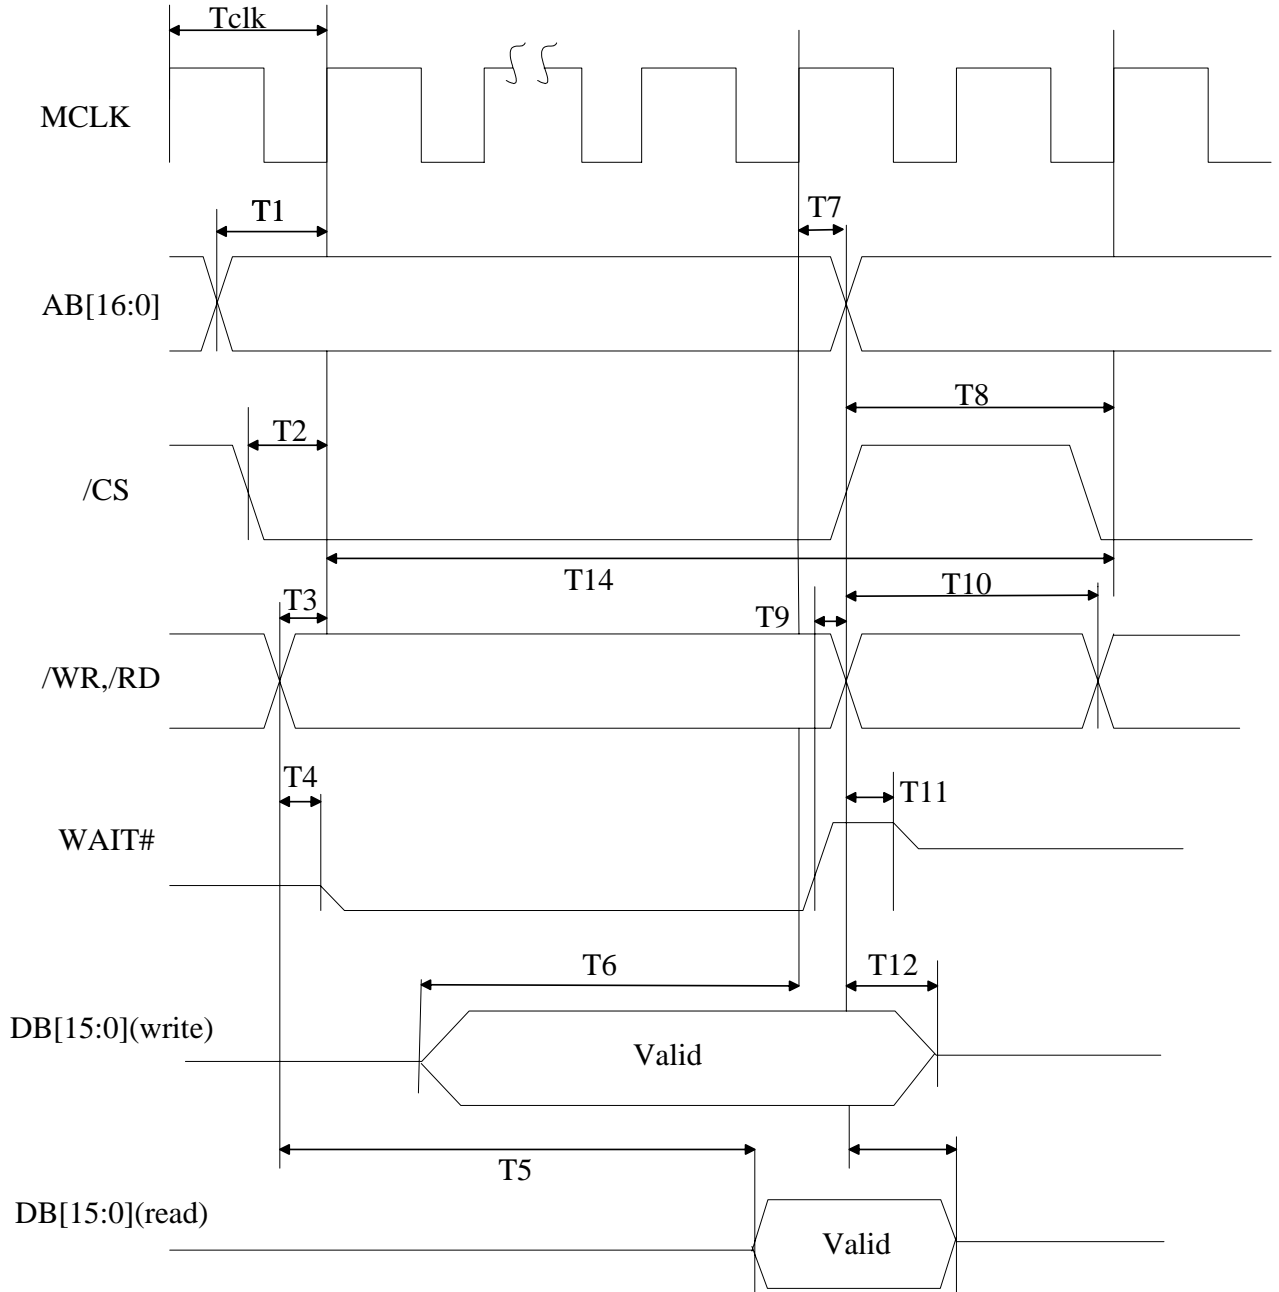 Tclk
MCLK
T1
T7
AB[16:0]
T8
T2
/CS
T14
T10
T3
T9
/WR,/RD
T4
T11
WAIT#
T6
T12
DB[15:0](write)
Valid
T5
DB[15:0](read)
Valid